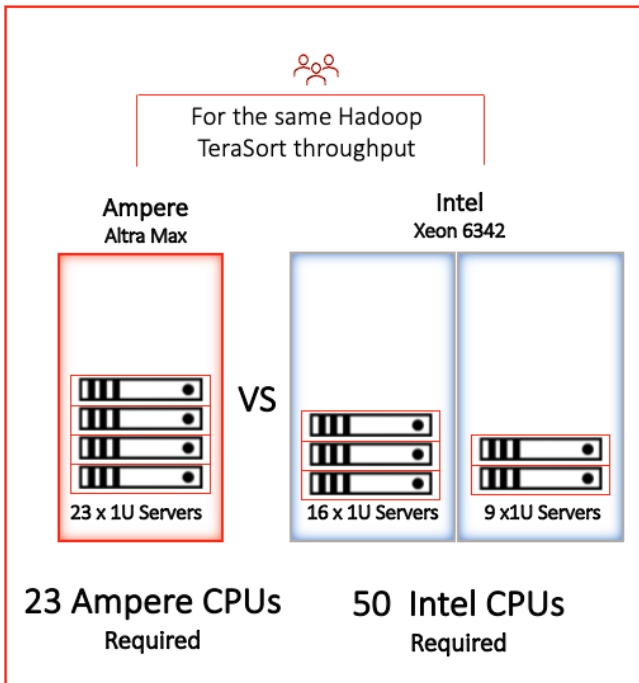 For the same Hadoop
TeraSort throughput
Ampere
Altra Max
Intel
Xeon 6342
VS
23 x 1U Servers
16 x 1U Servers
9 x1U Servers
23 Ampere CPUs
Required
50 Intel CPUs
Required